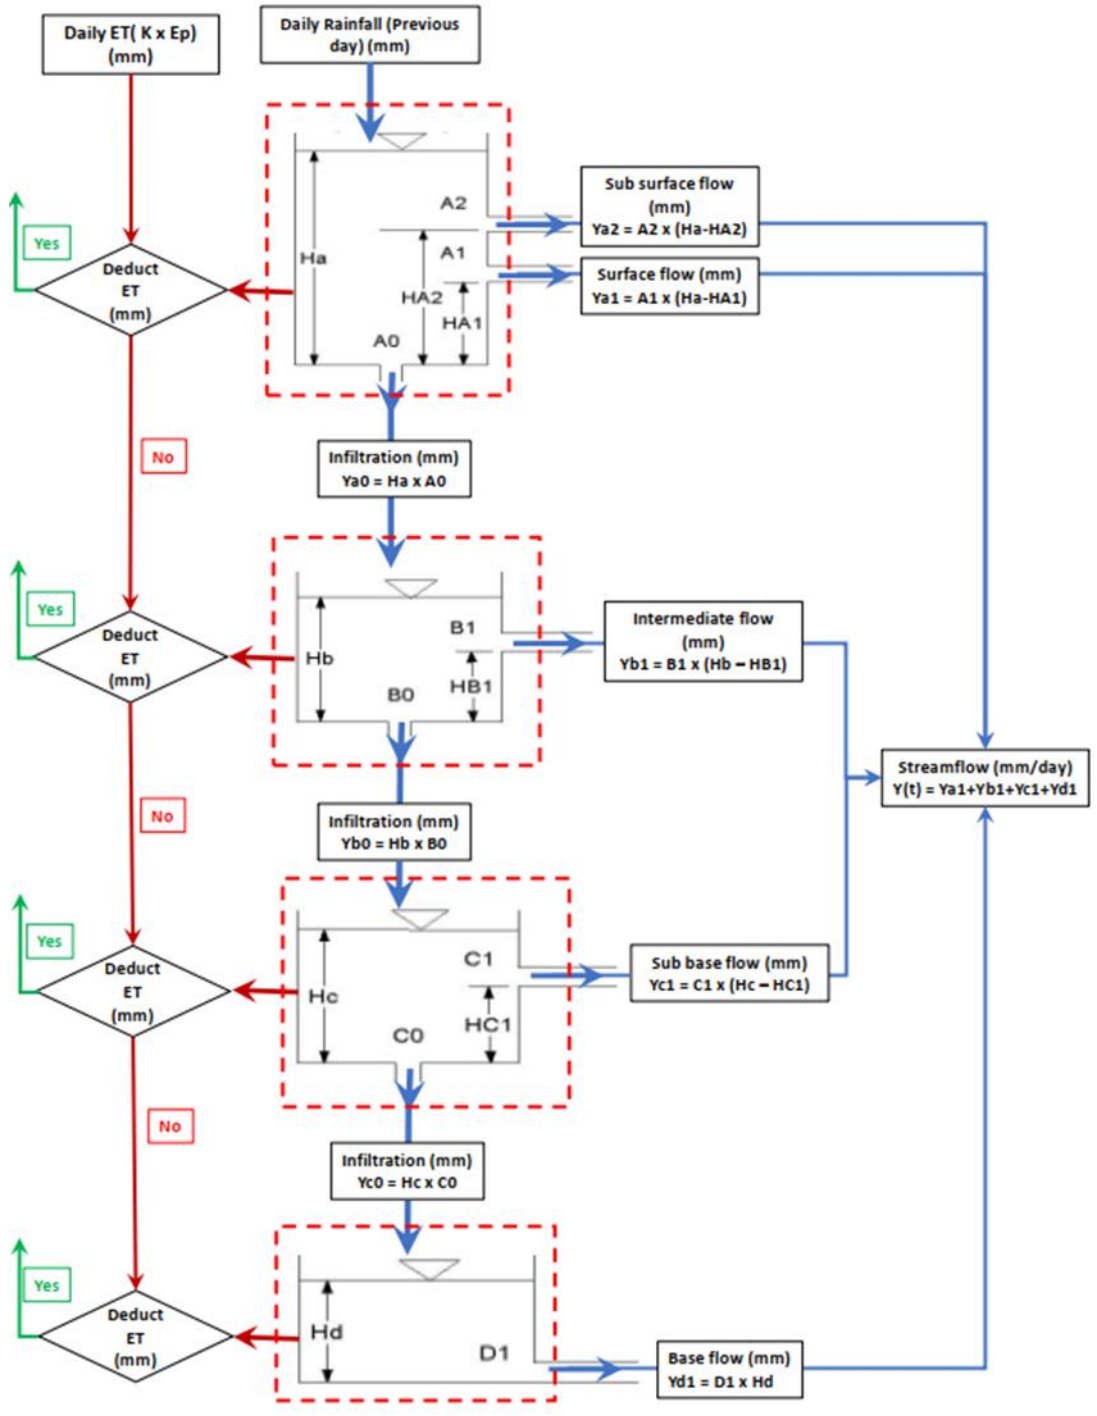 Daily ET( K x Ep)
(mm)
Daily Rainfall (Previous
day) (mm)
A2
A1
Ha
HA2
HA1
A0
Sub surface flow
(mm)
Ya2 = A2 x (Ha-HA2)
Surface flow (mm)
Ya1 = A1 x (Ha-HA1)
Yes
Deduct
ET
(mm)
No
Infiltration (mm)
Ya0 = Ha x A0
Yes
Deduct
ET
(mm)
Hb
B1
HB1
B0
Intermediate flow
(mm)
Yb1 = B1 x (Hb – HB1)
Streamflow (mm/day)
Y(t) = Ya1+Yb1+Yc1+Yd1
No
Infiltration (mm)
Yb0 = Hb x B0
Yes
Deduct
ET
(mm)
Hc
C1
HC1
C0
Sub base flow (mm)
Yc1 = C1 x (Hc – HC1)
No
Infiltration (mm)
Yc0 = Hc x C0
Yes
Deduct
ET
(mm)
Hd
D1
Base flow (mm)
Yd1 = D1 x Hd